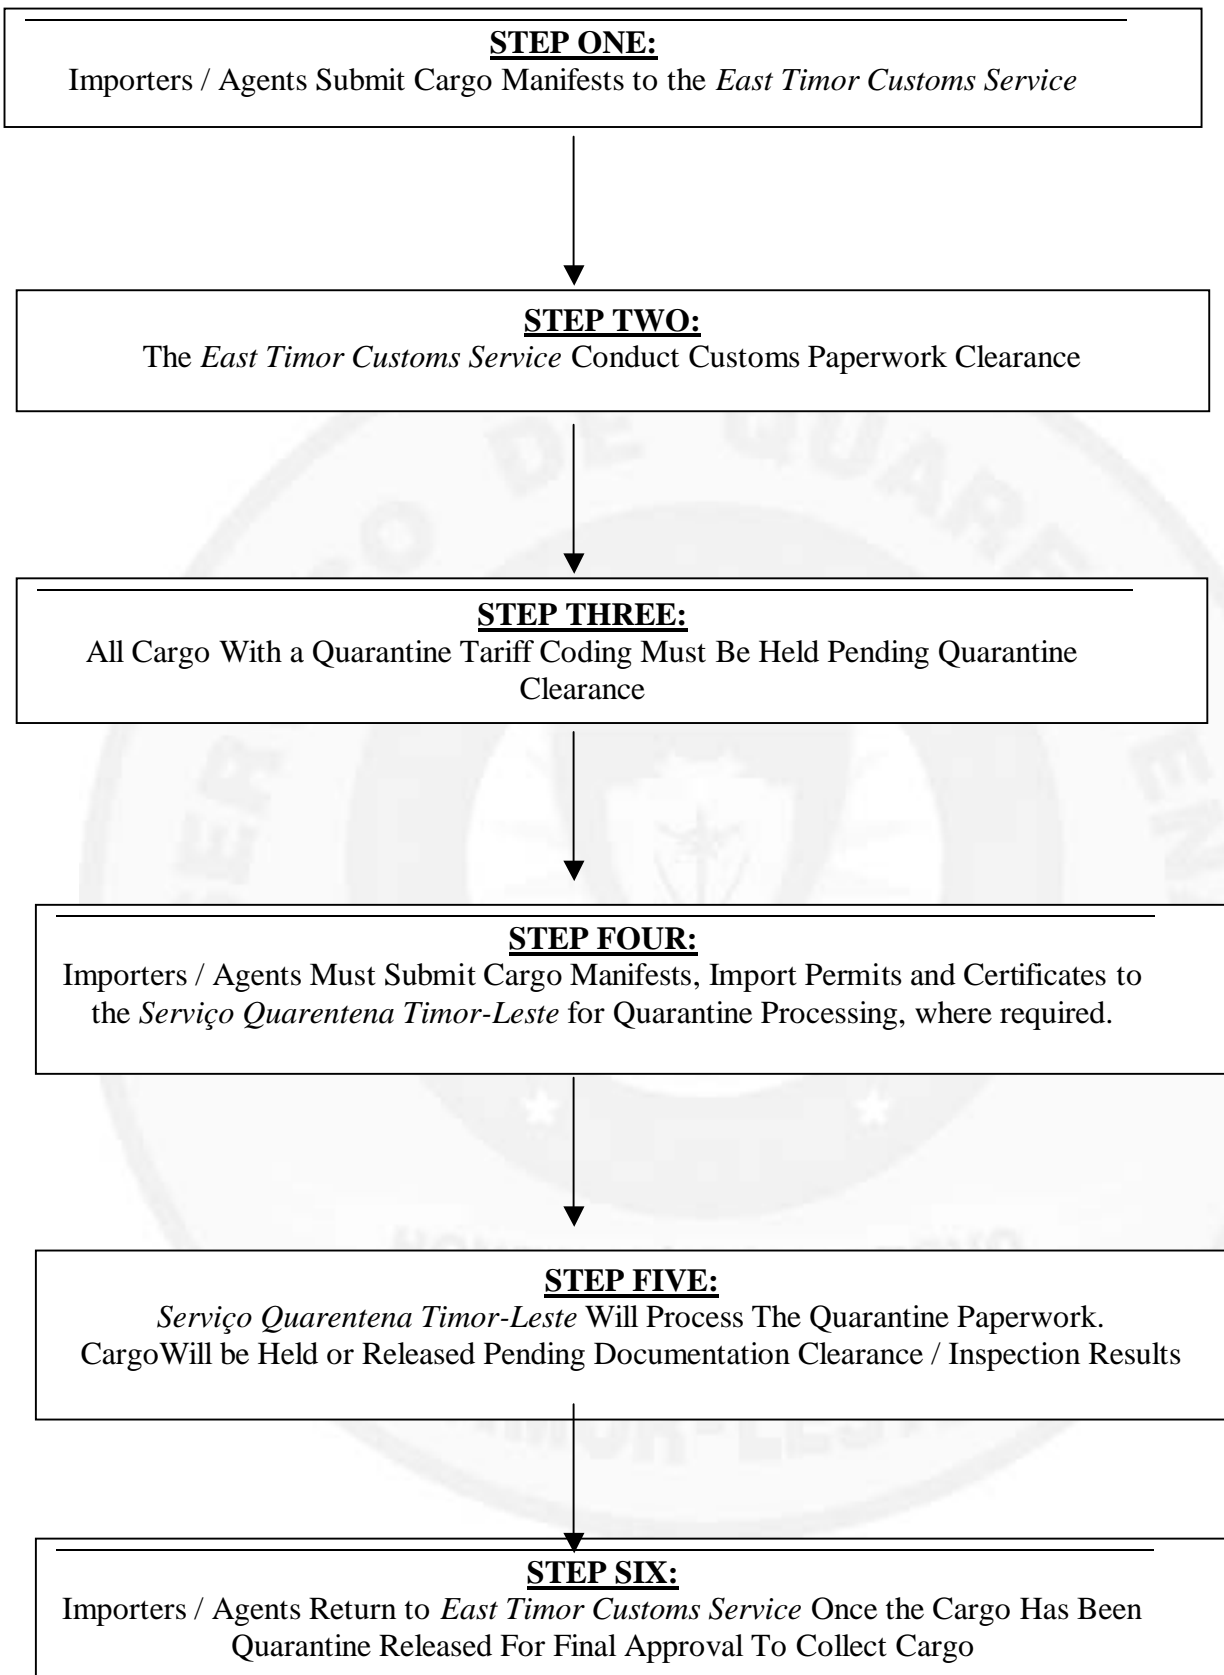 STEP ONE:
Importers / Agents Submit Cargo Manifests to the East Timor Customs Service
STEP TWO:
The East Timor Customs Service Conduct Customs Paperwork Clearance
STEP THREE:
All Cargo With a Quarantine Tariff Coding Must Be Held Pending Quarantine
Clearance
STEP FOUR:
Importers / Agents Must Submit Cargo Manifests, Import Permits and Certificates to
the Serviço Quarentena Timor-Leste for Quarantine Processing, where required.
STEP FIVE:
Serviço Quarentena Timor-Leste Will Process The Quarantine Paperwork.
CargoWill be Held or Released Pending Documentation Clearance / Inspection Results
STEP SIX:
Importers / Agents Return to East Timor Customs Service Once the Cargo Has Been
Quarantine Released For Final Approval To Collect Cargo